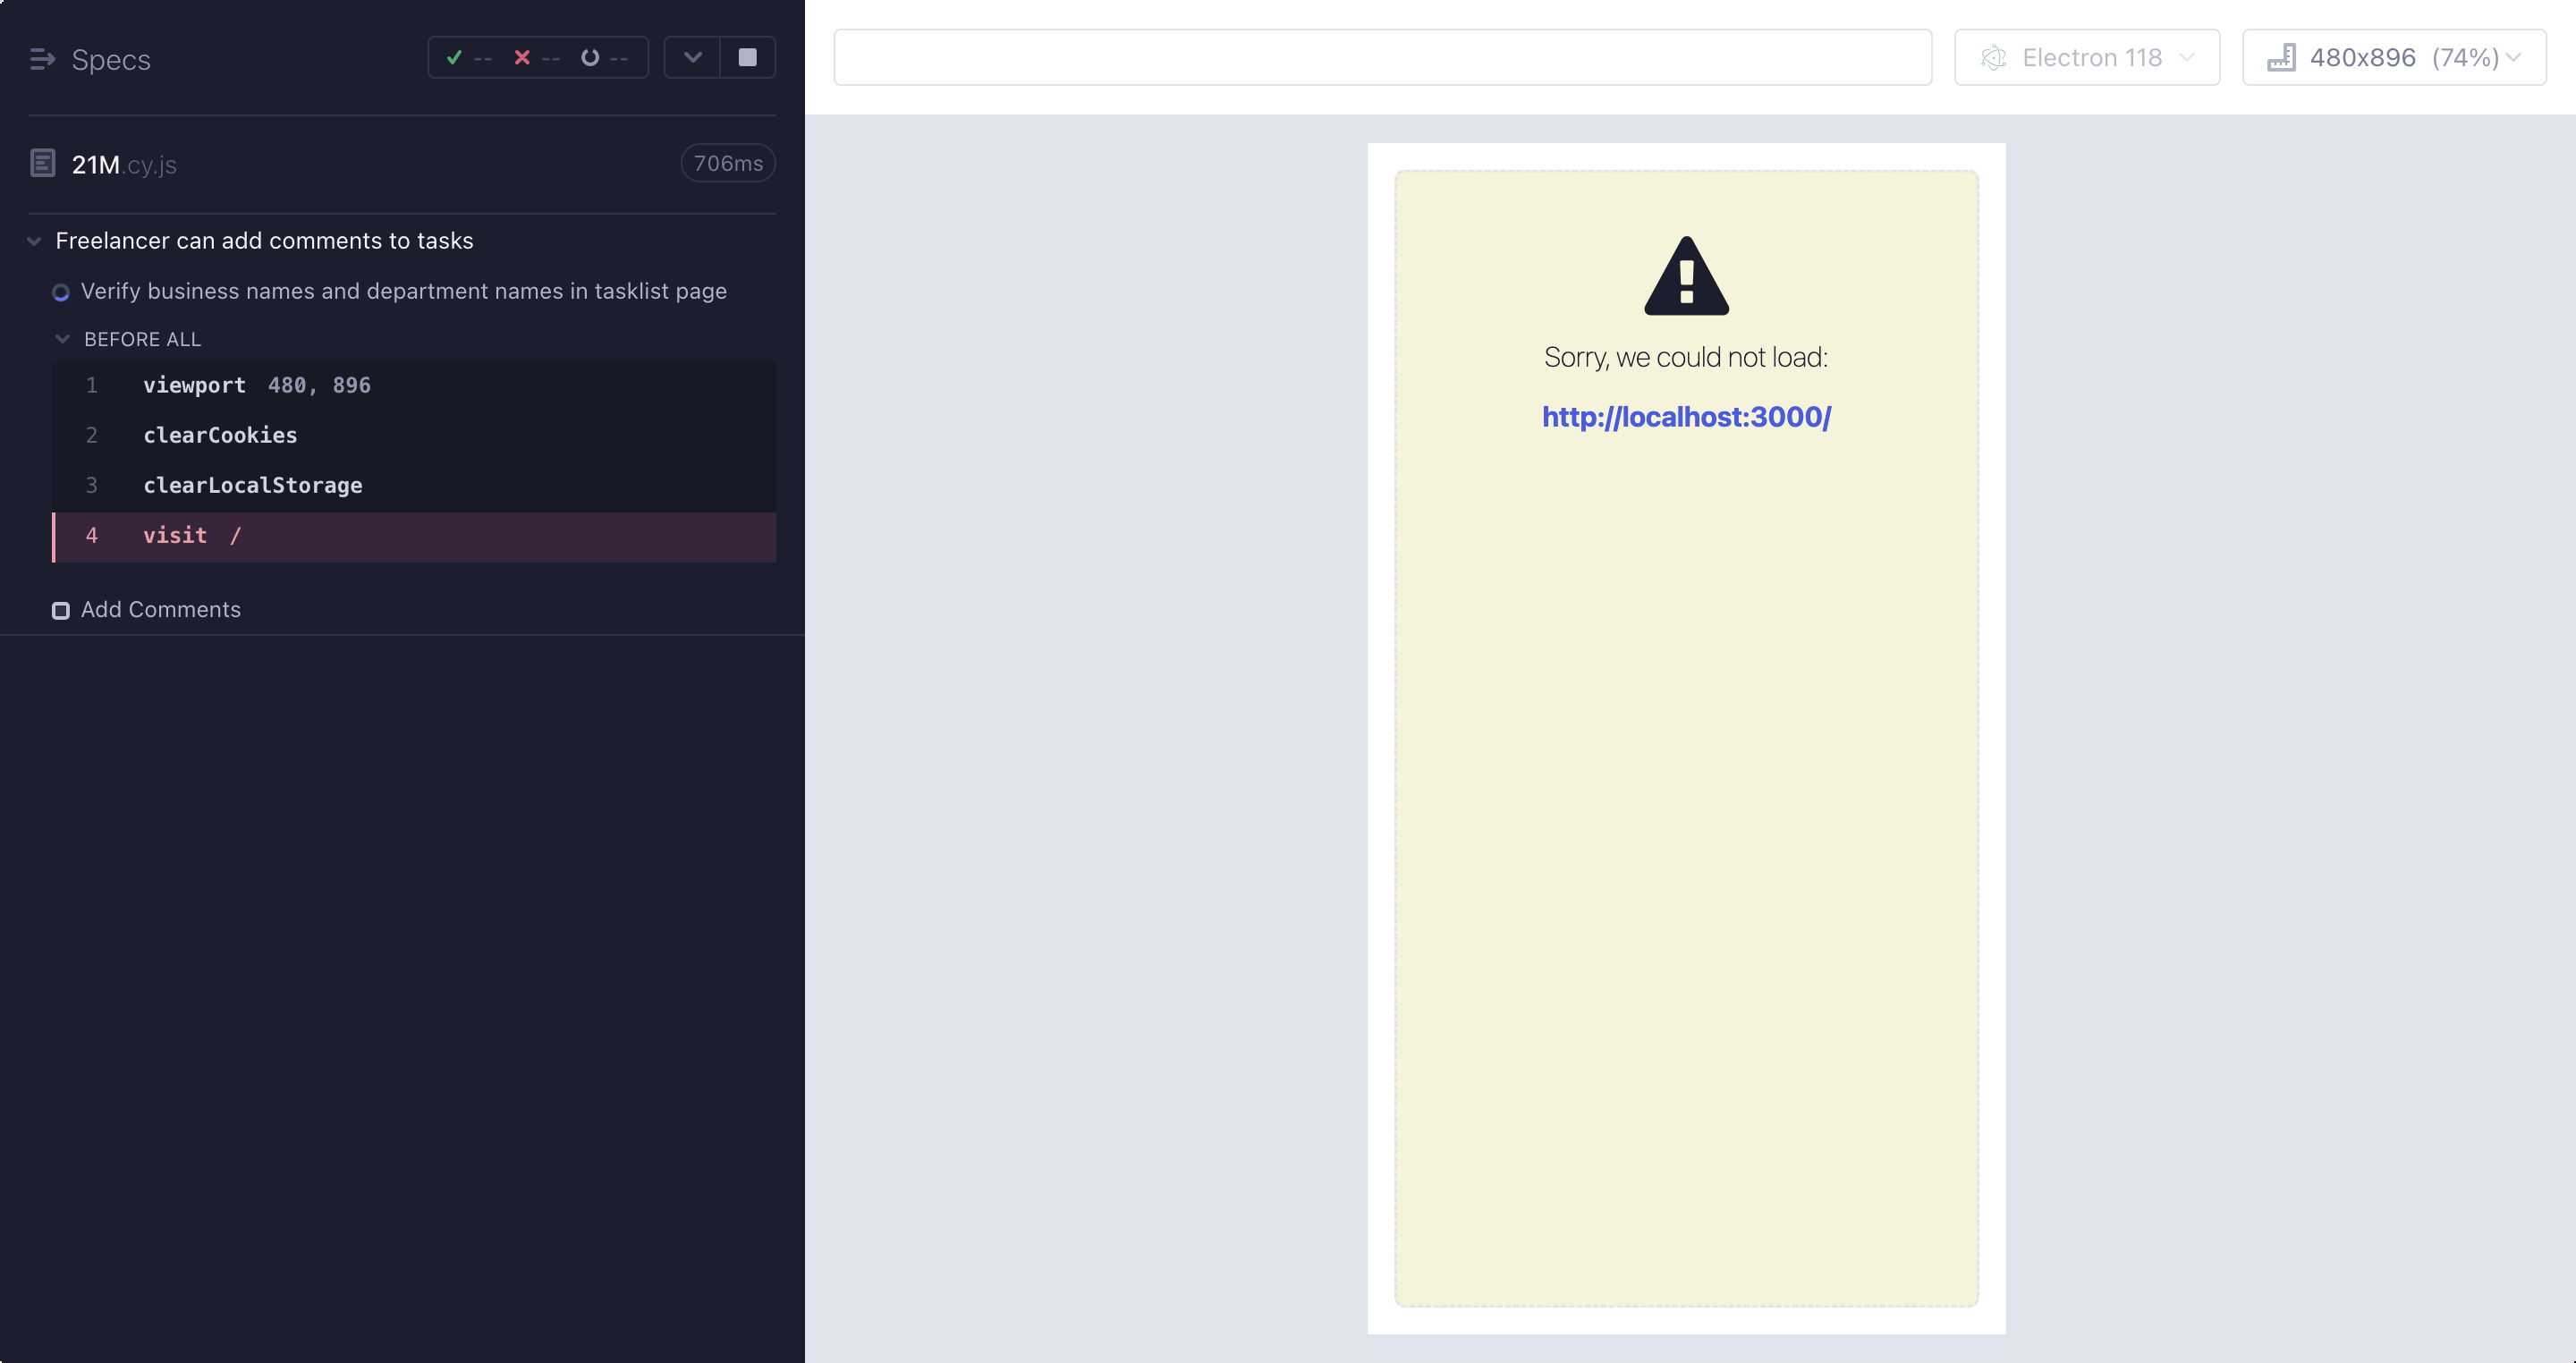 Specs
-- -- --
21M.cy.js
706ms
Freelancer can add comments to tasks
Verify business names and department names in tasklist page
BEFORE ALL
1 viewport 480, 896
2 clearCookies
3 clearLocalStorage
4 visit /
Add Comments
Electron 118
480x896 (74%)
Sorry, we could not load:
http://localhost:3000/